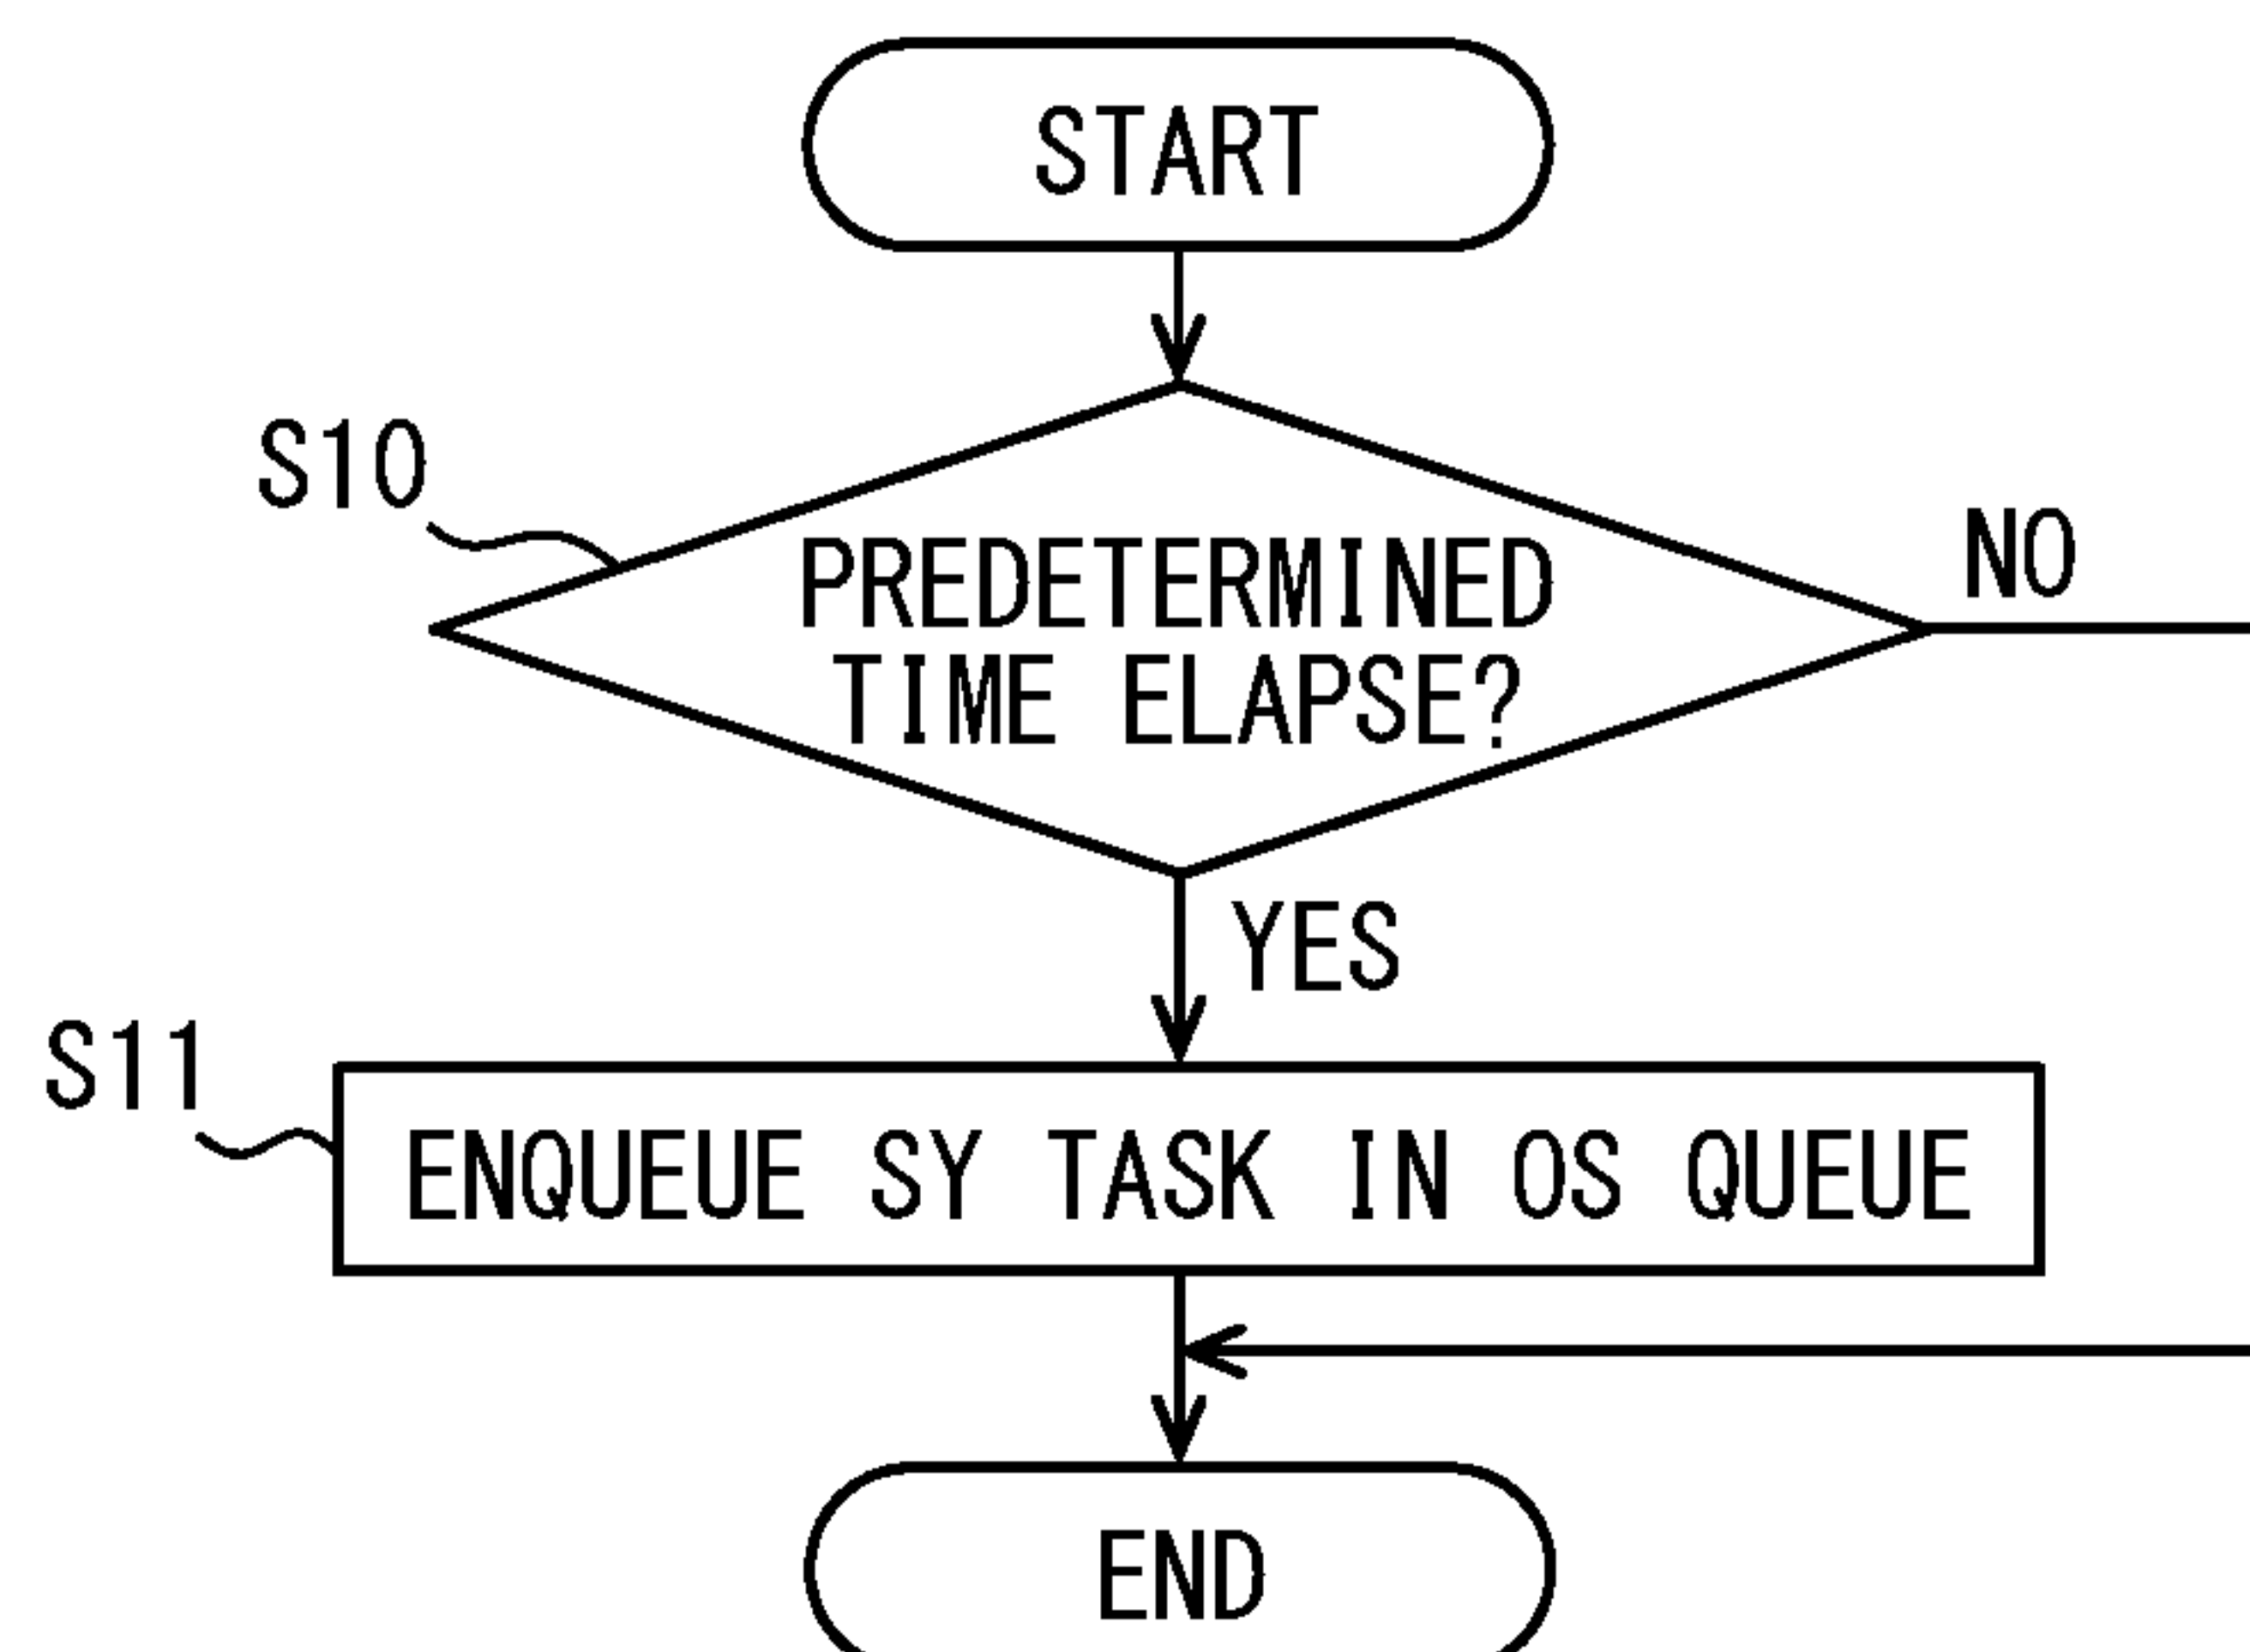 START
S10
NO
PREDETERMINED
TIME ELAPSE?
YES
S11
ENQUEUE SY TASK IN OS QUEUE
END